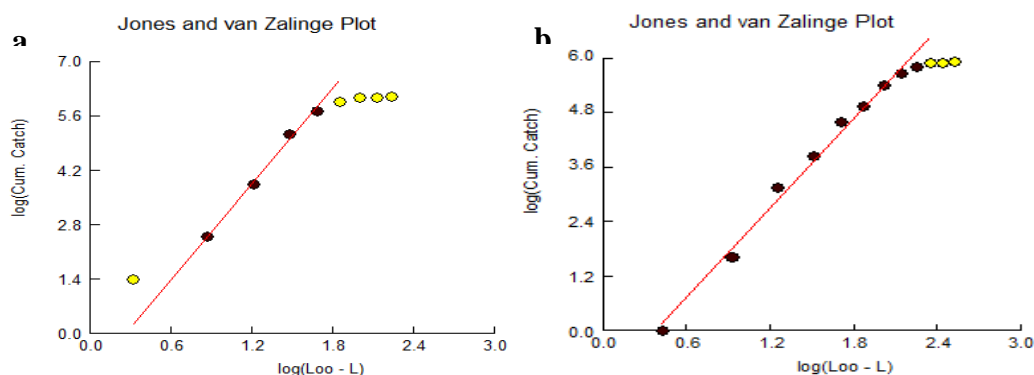 a
Jones and van Zalinge Plot
log(Cum. Catch)
7.0
5.6
4.2
2.8
1.4
0.0
0.0 0.6 1.2 1.8 2.4 3.0
log(Loo - L)
b
Jones and van Zalinge Plot
log(Cum. Catch)
6.0
4.8
3.6
2.4
1.2
0.0
0.0 0.6 1.2 1.8 2.4 3.0
log(Loo - L)